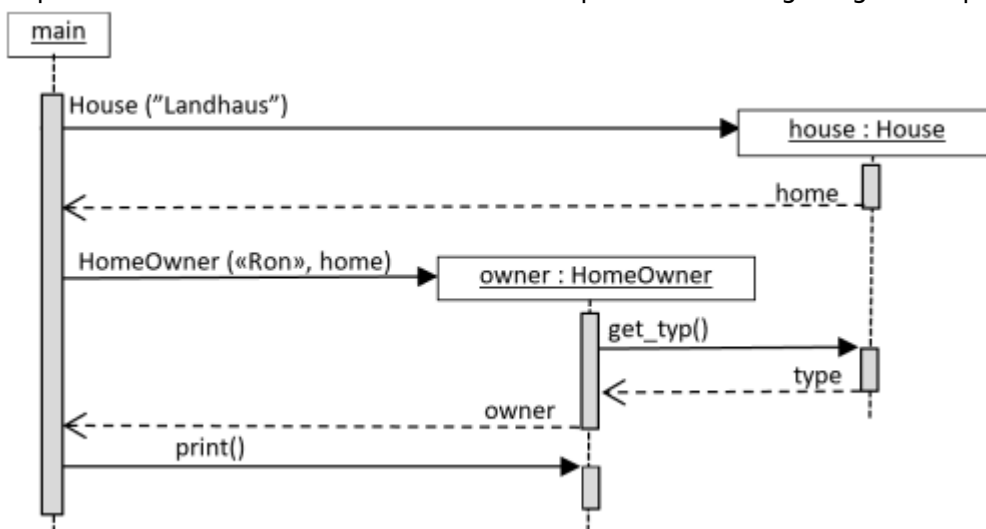 main
House ("Landhaus")
house : House
home
HomeOwner («Ron», home)
owner : HomeOwner
get_typ()
type
owner
print()